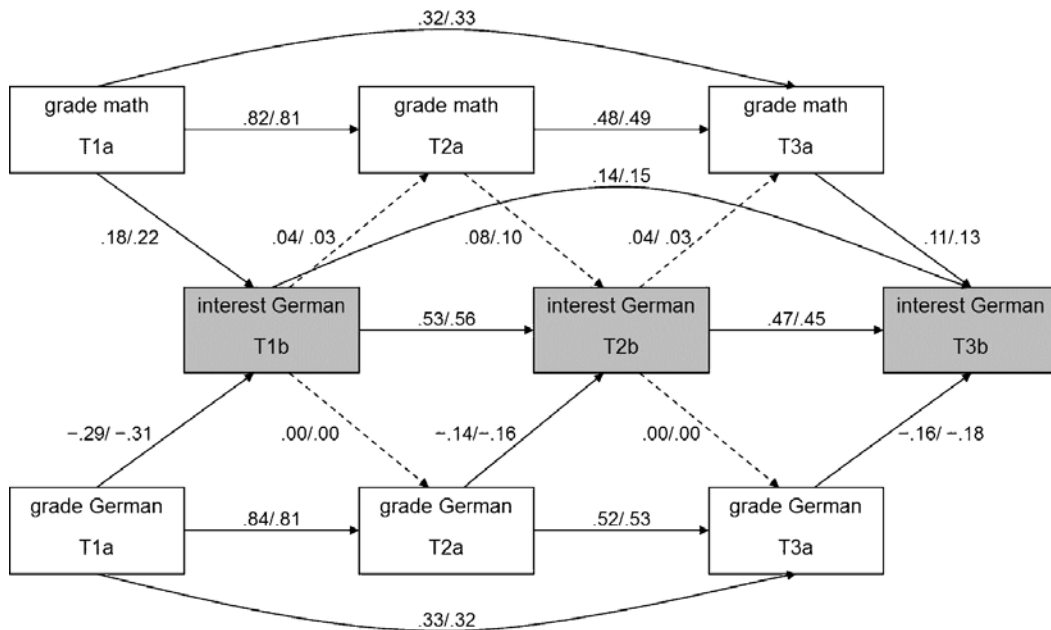 .32/.33
grade math
T1a
.82/.81
grade math
T2a
.48/.49
grade math
T3a
.14/.15
.18/.22
.04/ .03
.08/.10
.04/ .03
.11/.13
interest German
T1b
.53/.56
interest German
T2b
.47/.45
interest German
T3b
−.29/ −.31
.00/.00
−.14/−.16
.00/.00
−.16/ −.18
grade German
T1a
.84/.81
grade German
T2a
.52/.53
grade German
T3a
.33/.32